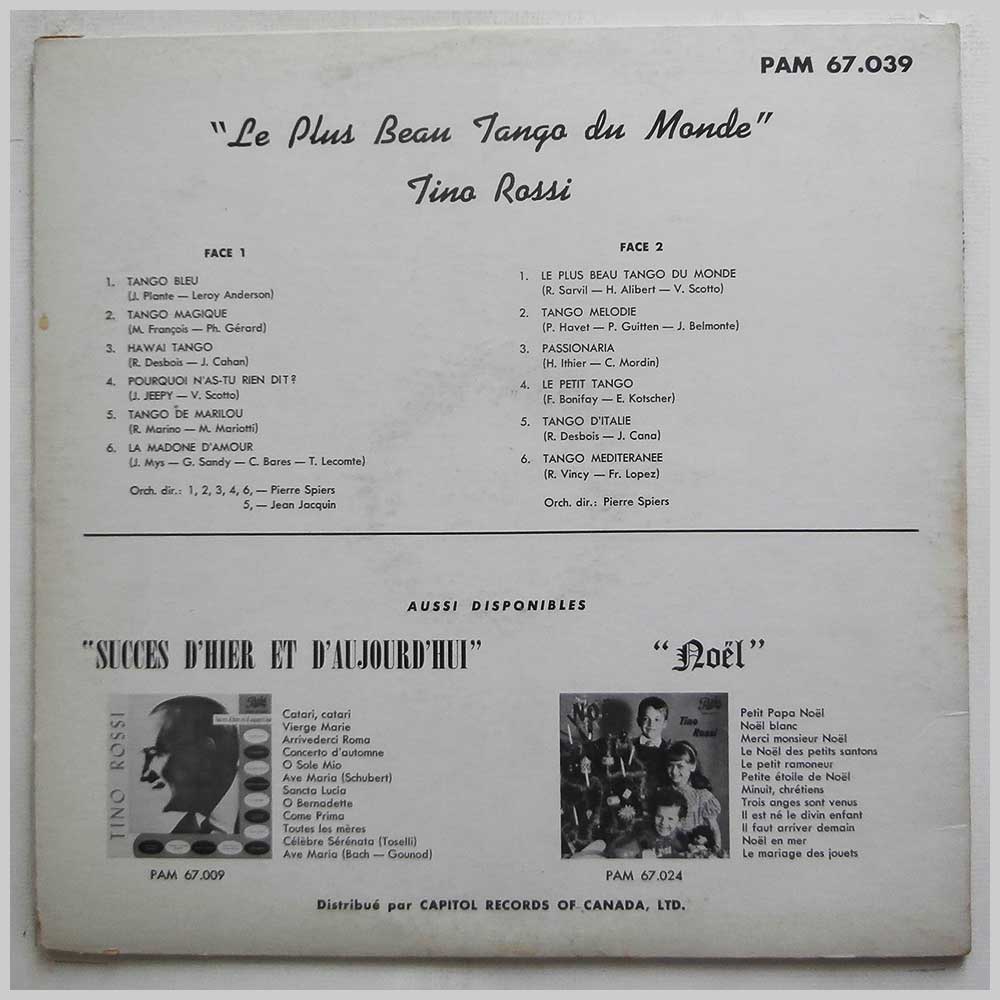 PAM 67.039
"Le Plus Beau Tango du Monde"
Tino Rossi
FACE 1
1. TANGO BLEU
(J. Plante — Leroy Anderson)
2. TANGO MAGIQUE
(M. François — Ph. Gérard)
3. HAWAI TANGO
(R. Desbois — J. Cahan)
4. POURQUOI N'AS-TU RIEN DIT?
(J. JEEPY — V. Scotto)
5. TANGO DE MARILOU
(R. Marino — M. Mariotti)
6. LA MADONE D'AMOUR
(J. Mys — G. Sandy — C. Bares — T. Lecomte)
Orch. dir.: 1, 2, 3, 4, 6, — Pierre Spiers
5, — Jean Jacquin
FACE 2
1. LE PLUS BEAU TANGO DU MONDE
(R. Sarvil — H. Alibert — V. Scotto)
2. TANGO MELODIE
(P. Havet — P. Guitten — J. Belmonte)
3. PASSIONARIA
(H. Ithier — C. Mordin)
4. LE PETIT TANGO
(F. Bonifay — E. Kotscher)
5. TANGO D'ITALIE
(R. Desbois — J. Cana)
6. TANGO MEDITERANEE
(R. Vincy — Fr. Lopez)
Orch. dir.: Pierre Spiers
AUSSI DISPONIBLES
"SUCCES D'HIER ET D'AUJOURD'HUI"
TINO ROSSI
Catari, catari
Vierge Marie
Arrivederci Roma
Concerto d'automne
O Sole Mio
Ave Maria (Schubert)
Sancta Lucia
O Bernadette
Come Prima
Toutes les mères
Célèbre Sérénata (Toselli)
Ave Maria (Bach — Gounod)
PAM 67.009
"Noël"
Tino
Rossi
Petit Papa Noël
Noël blanc
Merci monsieur Noël
Le Noël des petits santons
Le petit ramoneur
Petite étoile de Noël
Minuit, chrétiens
Trois anges sont venus
Il est né le divin enfant
Il faut arriver demain
Noël en mer
Le mariage des jouets
PAM 67.024
Distribué par CAPITOL RECORDS OF CANADA, LTD.